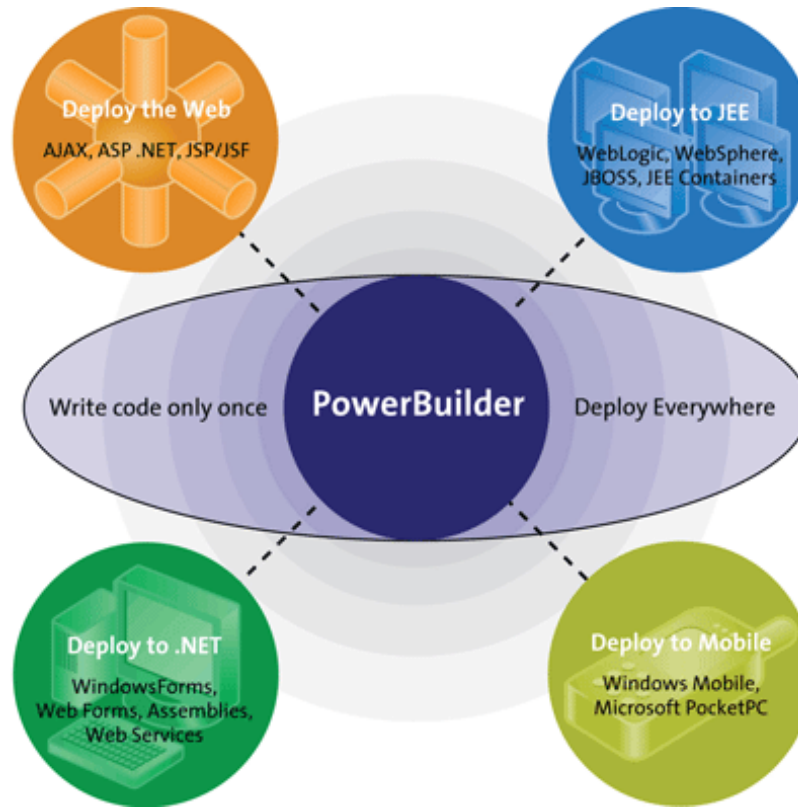 Deploy the Web
AJAX, ASP .NET, JSP/JSF
Deploy to JEE
WebLogic, WebSphere,
JBOSS, JEE Containers
Write code only once
PowerBuilder
Deploy Everywhere
Deploy to .NET
WindowsForms,
Web Forms, Assemblies,
Web Services
Deploy to Mobile
Windows Mobile,
Microsoft PocketPC